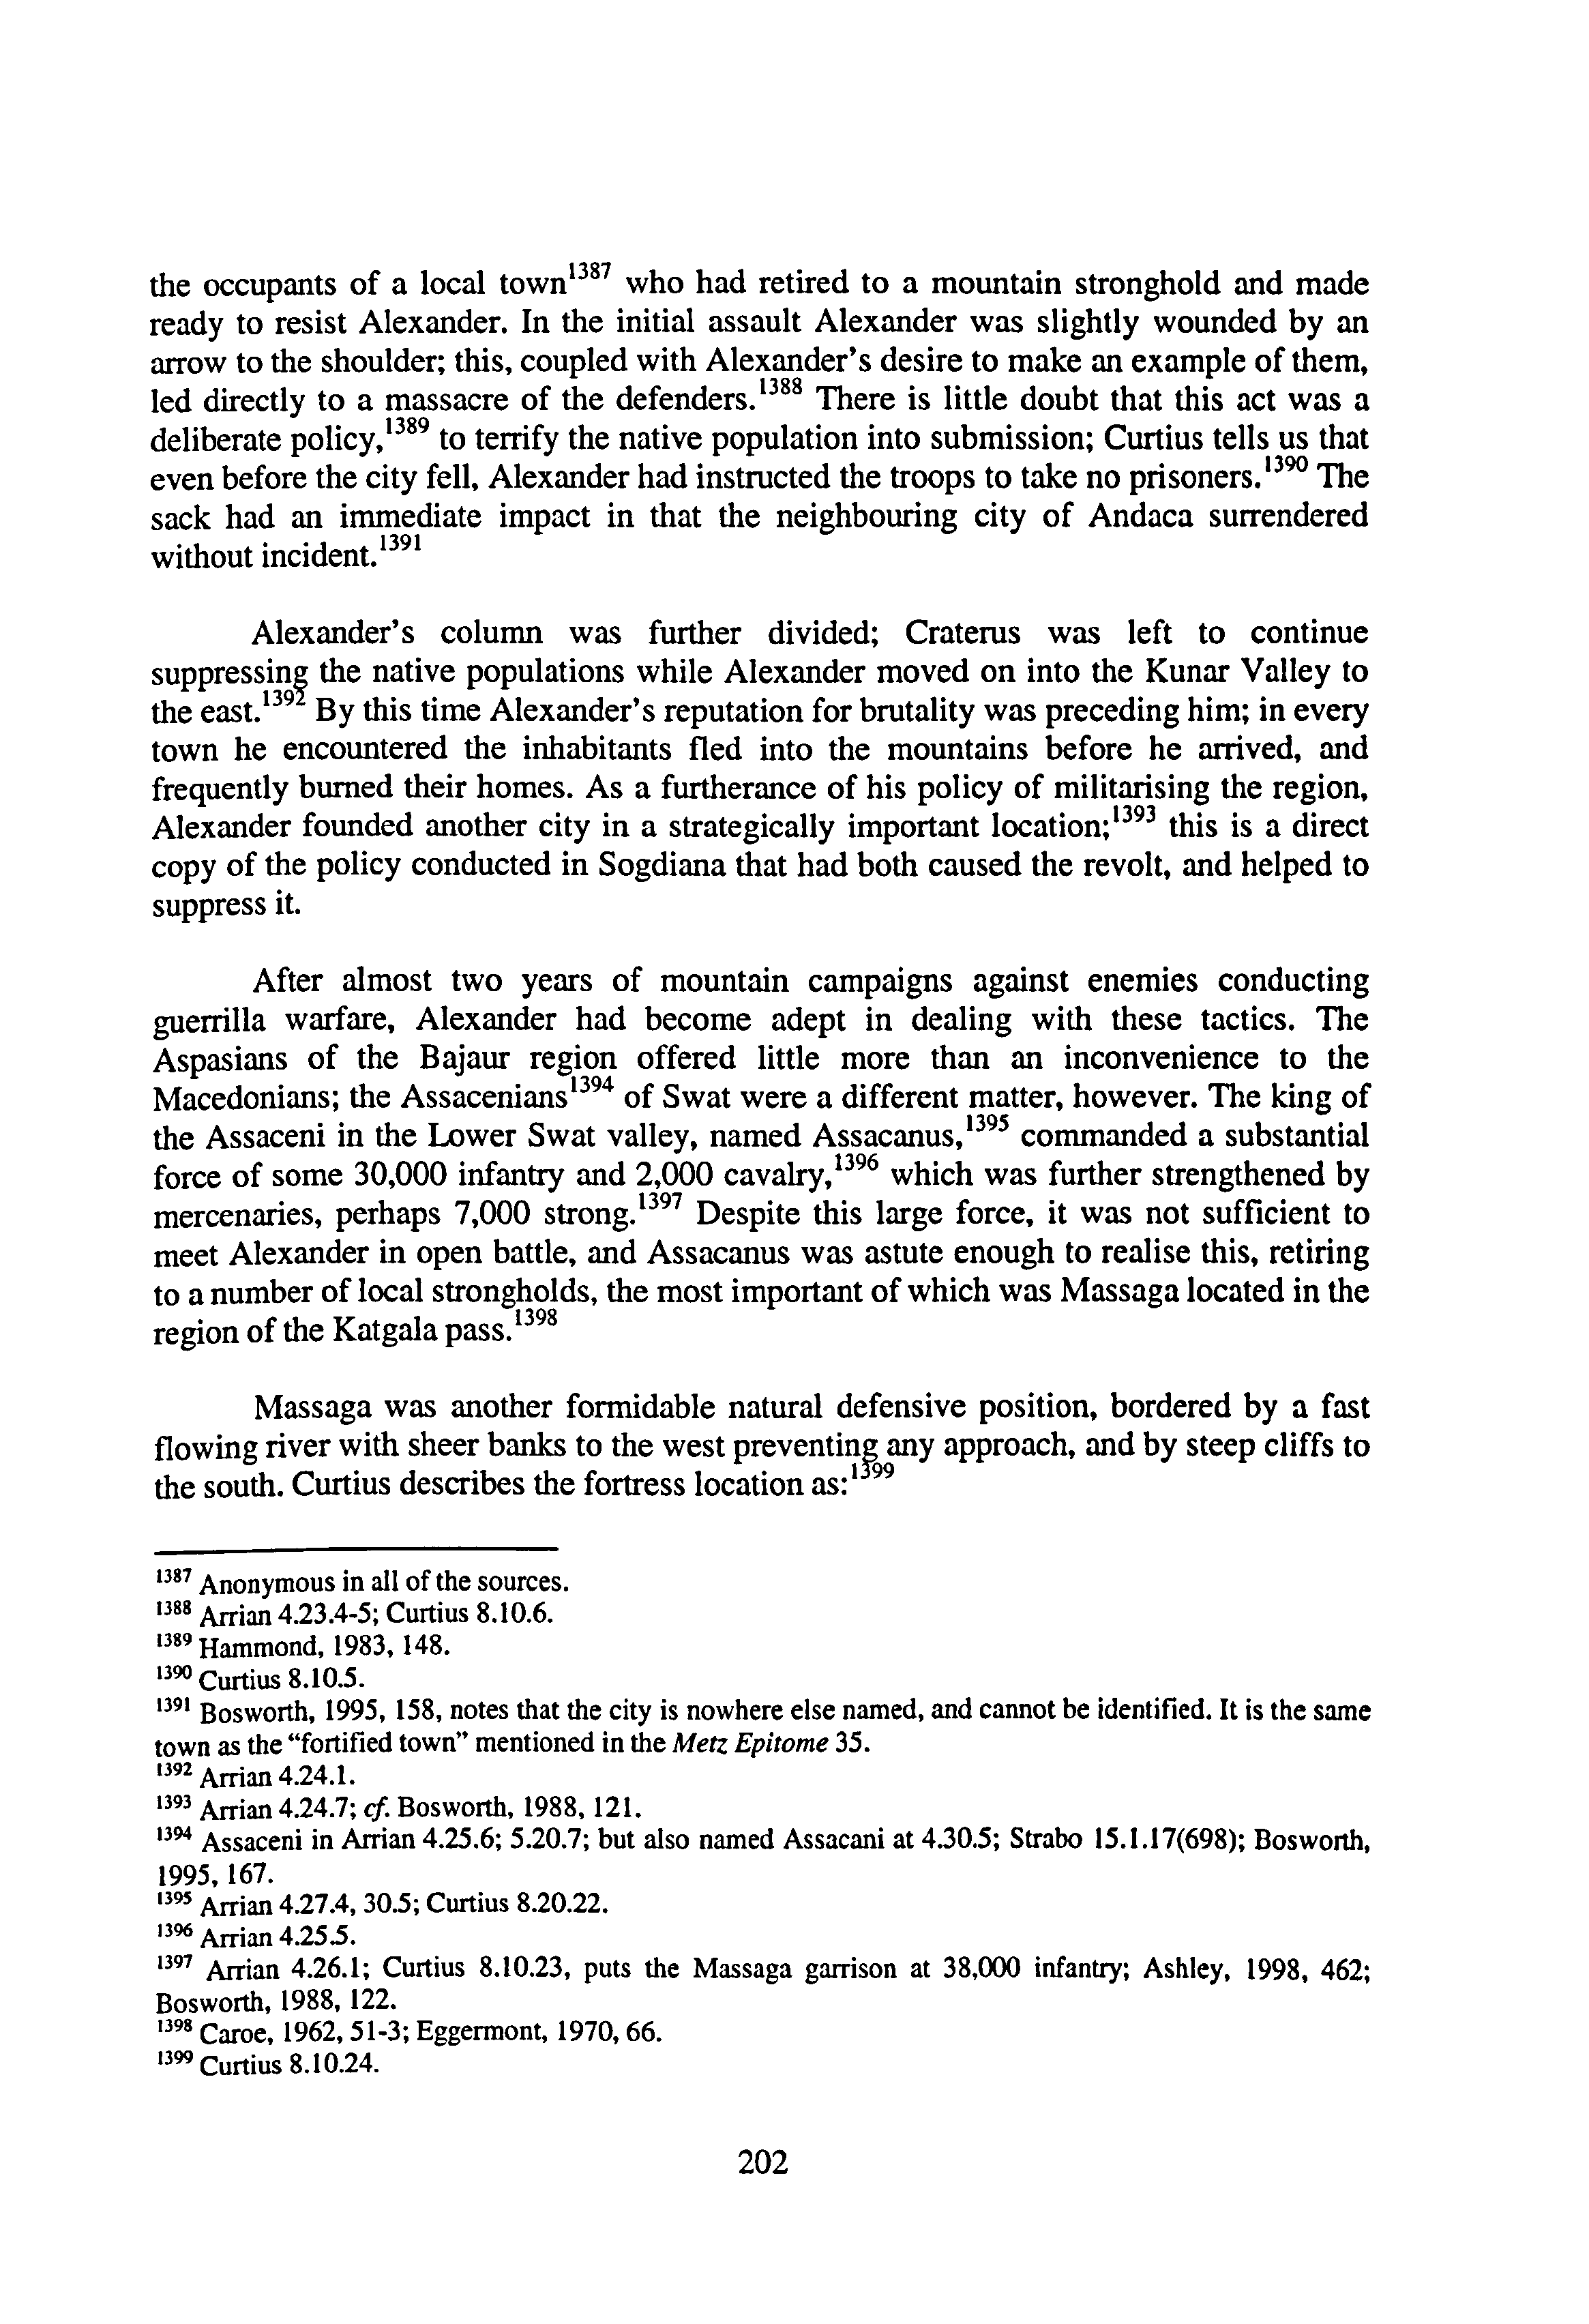 the occupants of a local town1387 who had retired to a mountain stronghold and made
ready to resist Alexander. In the initial assault Alexander was slightly wounded by an
arrow to the shoulder; this, coupled with Alexander's desire to make an example of them,
led directly to a massacre of the defenders.1388 There is little doubt that this act was a
deliberate policy,1389 to terrify the native population into submission; Curtius tells us that
even before the city fell, Alexander had instructed the troops to take no prisoners.1390 The
sack had an immediate impact in that the neighbouring city of Andaca surrendered
without incident.1391
Alexander's column was further divided; Craterus was left to continue
suppressing the native populations while Alexander moved on into the Kunar Valley to
the east.1392 By this time Alexander's reputation for brutality was preceding him; in every
town he encountered the inhabitants fled into the mountains before he arrived, and
frequently burned their homes. As a furtherance of his policy of militarising the region,
Alexander founded another city in a strategically important location;1393 this is a direct
copy of the policy conducted in Sogdiana that had both caused the revolt, and helped to
suppress it.
After almost two years of mountain campaigns against enemies conducting
guerrilla warfare, Alexander had become adept in dealing with these tactics. The
Aspasians of the Bajaur region offered little more than an inconvenience to the
Macedonians; the Assacenians1394 of Swat were a different matter, however. The king of
the Assaceni in the Lower Swat valley, named Assacanus,1395 commanded a substantial
force of some 30,000 infantry and 2,000 cavalry,1396 which was further strengthened by
mercenaries, perhaps 7,000 strong.1397 Despite this large force, it was not sufficient to
meet Alexander in open battle, and Assacanus was astute enough to realise this, retiring
to a number of local strongholds, the most important of which was Massaga located in the
region of the Katgala pass.1398
Massaga was another formidable natural defensive position, bordered by a fast
flowing river with sheer banks to the west preventing any approach, and by steep cliffs to
the south. Curtius describes the fortress location as:1399
1387 Anonymous in all of the sources.
1388 Arrian 4.23.4-5; Curtius 8.10.6.
1389 Hammond, 1983, 148.
1390 Curtius 8.10.5.
1391 Bosworth, 1995, 158, notes that the city is nowhere else named, and cannot be identified. It is the same
town as the “fortified town” mentioned in the Metz Epitome 35.
1392 Arrian 4.24.1.
1393 Arrian 4.24.7; cf. Bosworth, 1988, 121.
1394 Assaceni in Arrian 4.25.6; 5.20.7; but also named Assacani at 4.30.5; Strabo 15.1.17(698); Bosworth,
1995, 167.
1395 Arrian 4.27.4, 30.5; Curtius 8.20.22.
1396 Arrian 4.25.5.
1397 Arrian 4.26.1; Curtius 8.10.23, puts the Massaga garrison at 38,000 infantry; Ashley, 1998, 462;
Bosworth, 1988, 122.
1398 Caroe, 1962, 51-3; Eggermont, 1970, 66.
1399 Curtius 8.10.24.
202